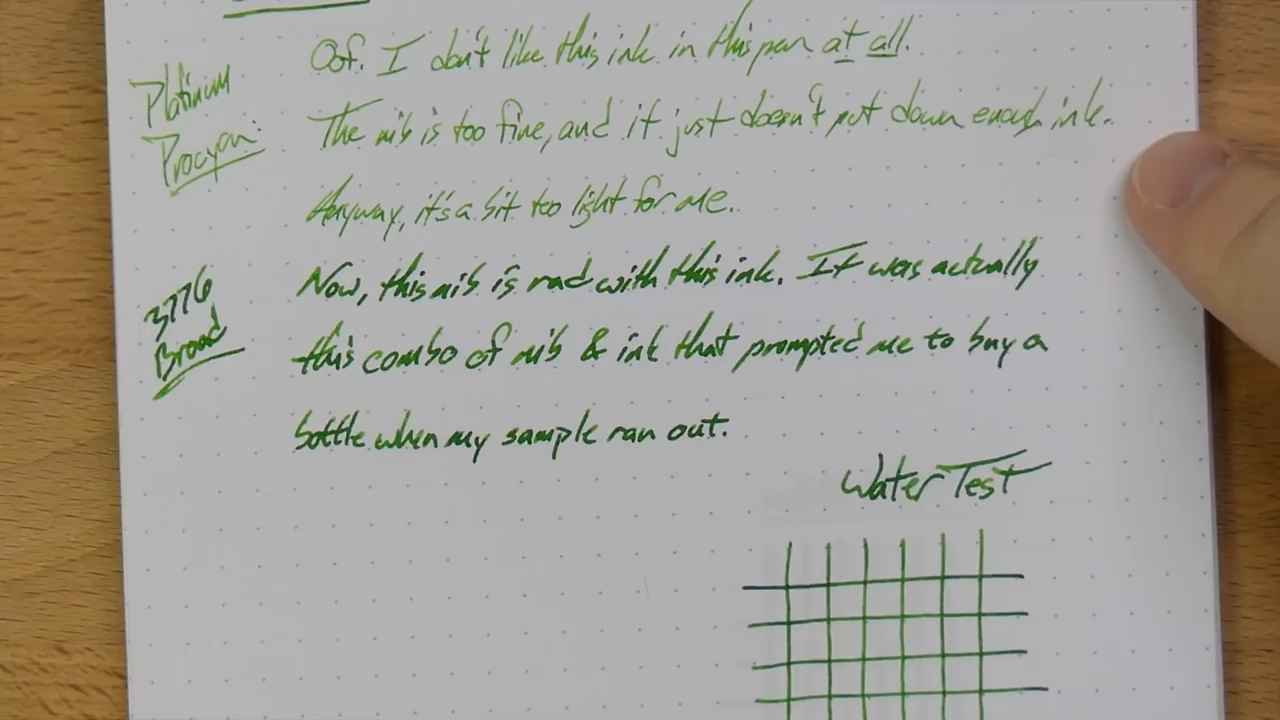 Platinum
Procyon
Oof. I don't like this ink in this pen at all.
The nib is too fine, and it just doesn't put down enough ink.
Anyway, it's a bit too light for me.
3776
Broad
Now, this nib is rad with this ink. It was actually
this combo of nib & ink that prompted me to buy a
bottle when my sample ran out.
Water Test